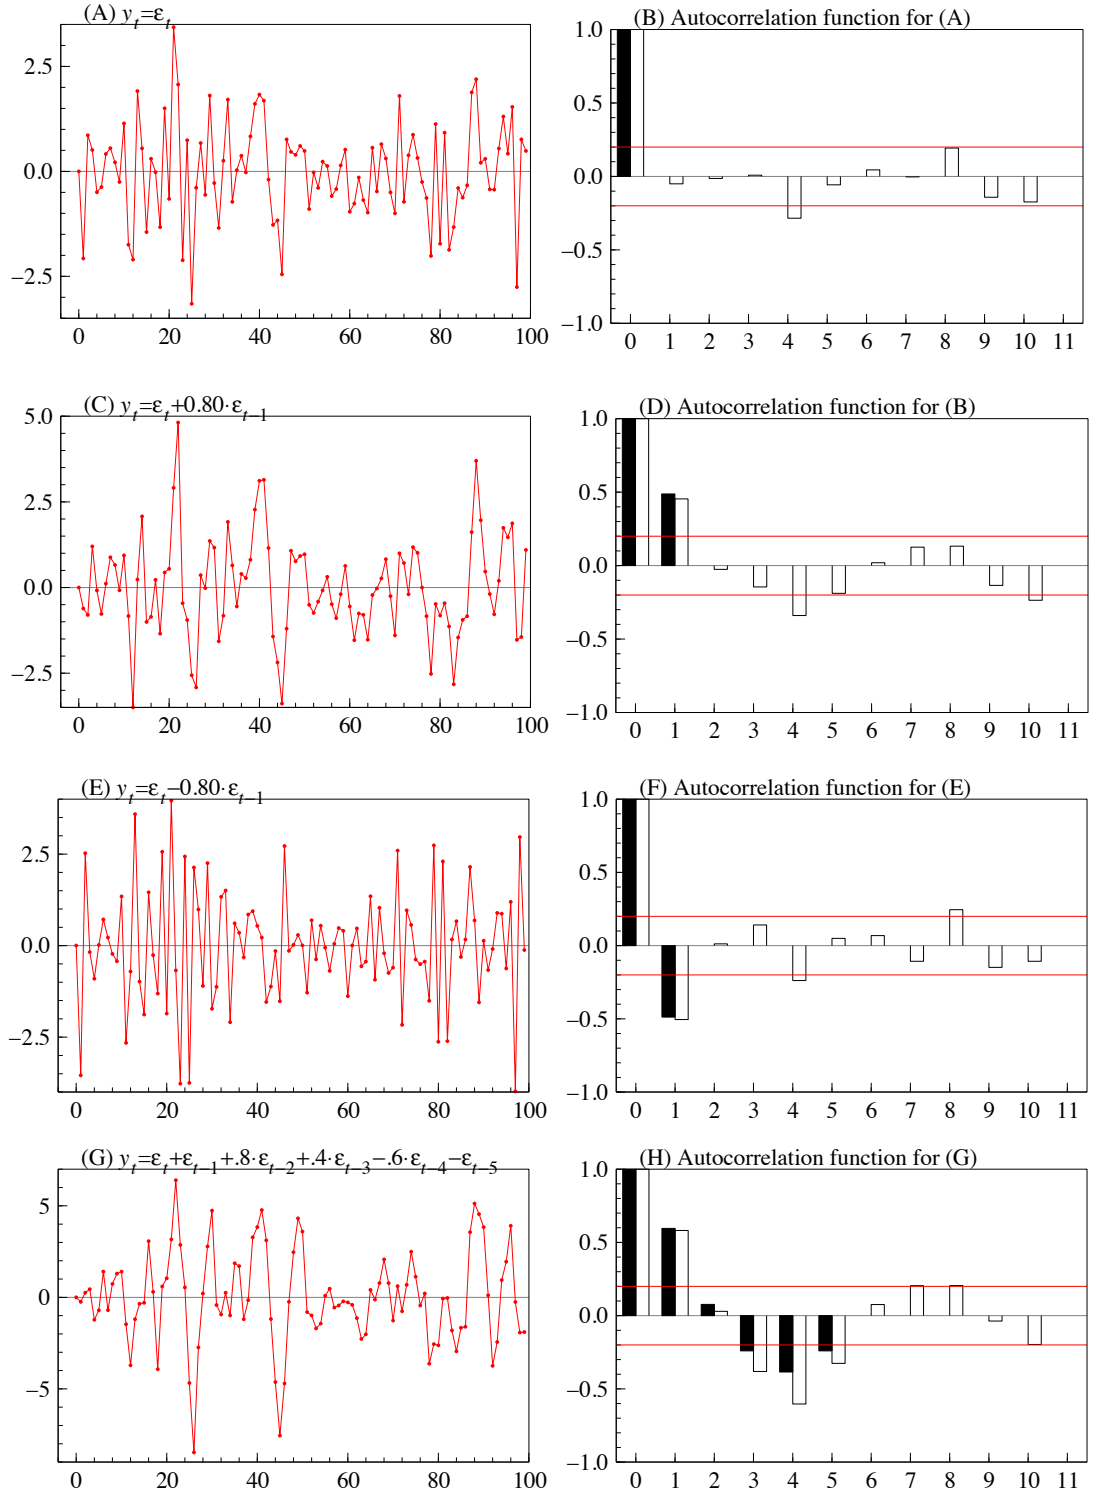 (A) y_t=ε_t
2.5
0.0
−2.5
0 20 40 60 80 100
(B) Autocorrelation function for (A)
1.0
0.5
0.0
−0.5
−1.0
0 1 2 3 4 5 6 7 8 9 10 11
(C) y_t=ε_t+0.80·ε_{t−1}
5.0
2.5
0.0
−2.5
0 20 40 60 80 100
(D) Autocorrelation function for (B)
1.0
0.5
0.0
−0.5
−1.0
0 1 2 3 4 5 6 7 8 9 10 11
(E) y_t=ε_t−0.80·ε_{t−1}
2.5
0.0
−2.5
0 20 40 60 80 100
(F) Autocorrelation function for (E)
1.0
0.5
0.0
−0.5
−1.0
0 1 2 3 4 5 6 7 8 9 10 11
(G) y_t=ε_t+ε_{t−1}+.8·ε_{t−2}+.4·ε_{t−3}−.6·ε_{t−4}−ε_{t−5}
5
0
−5
0 20 40 60 80 100
(H) Autocorrelation function for (G)
1.0
0.5
0.0
−0.5
−1.0
0 1 2 3 4 5 6 7 8 9 10 11